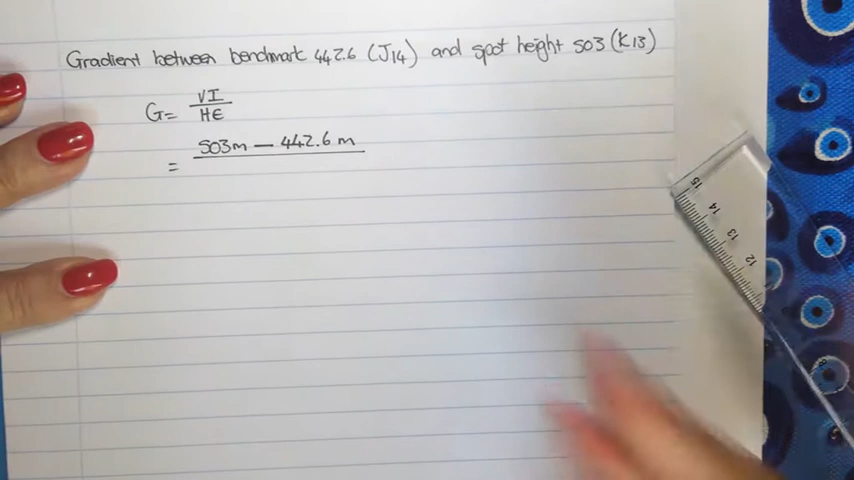 Gradient between benchmark 442.6 (J14) and spot height 503 (K13)
G= VI
HE
503m — 442.6 m
=
15
14
13
12